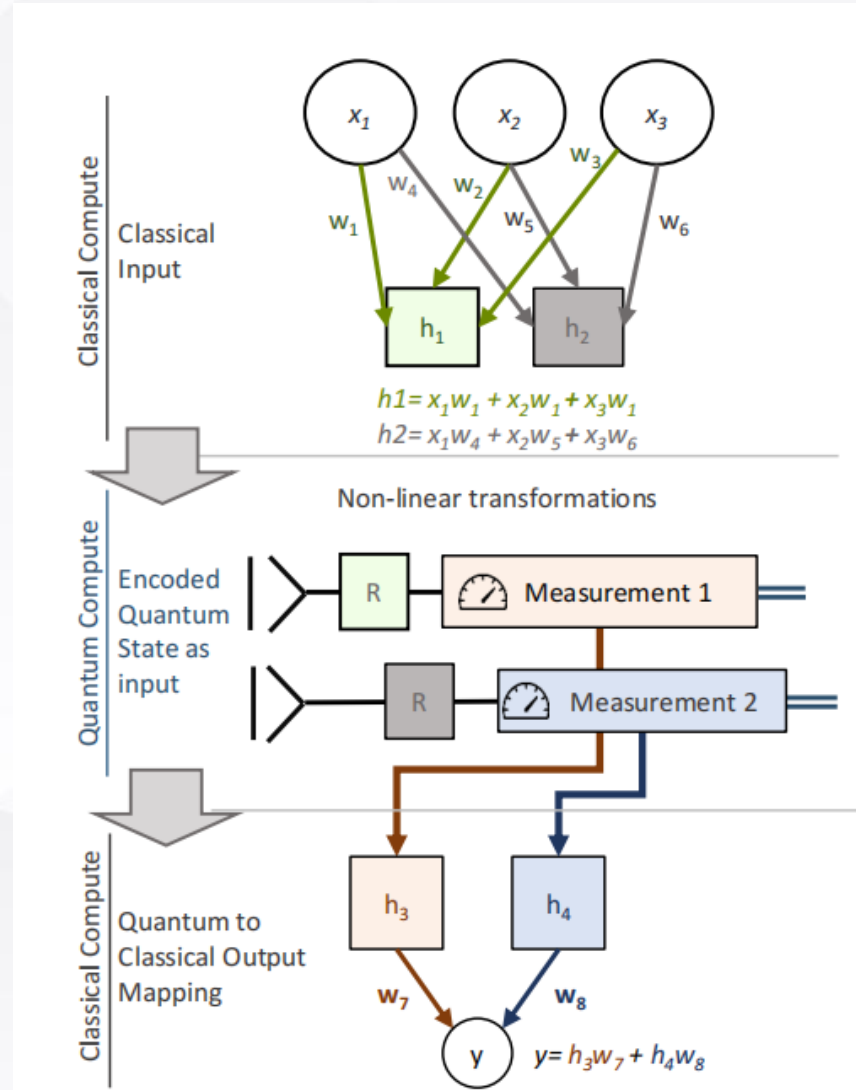 x₁ x₂ x₃
w₁ w₄ w₂ w₅ w₃ w₆
Classical Compute
Classical
Input
h₁ h₂
h1= x₁w₁ + x₂w₁ + x₃w₁
h2= x₁w₄ + x₂w₅ + x₃w₆
Non-linear transformations
Quantum Compute
Encoded
Quantum
State as
input
R Measurement 1
R Measurement 2
Classical Compute
Quantum to
Classical Output
Mapping
h₃ h₄
w₇ w₈
y y= h₃w₇ + h₄w₈